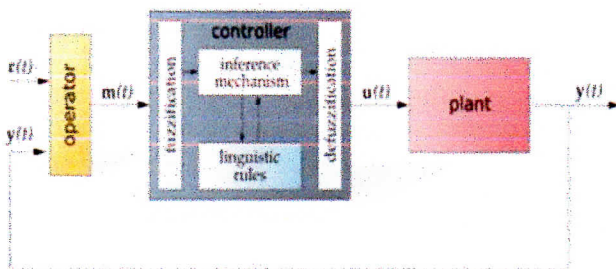 controller
r(t)
y(t)
operator
m(t)
fuzzification
inference
mechanism
linguistic
rules
defuzzification
u(t)
plant
y(t)